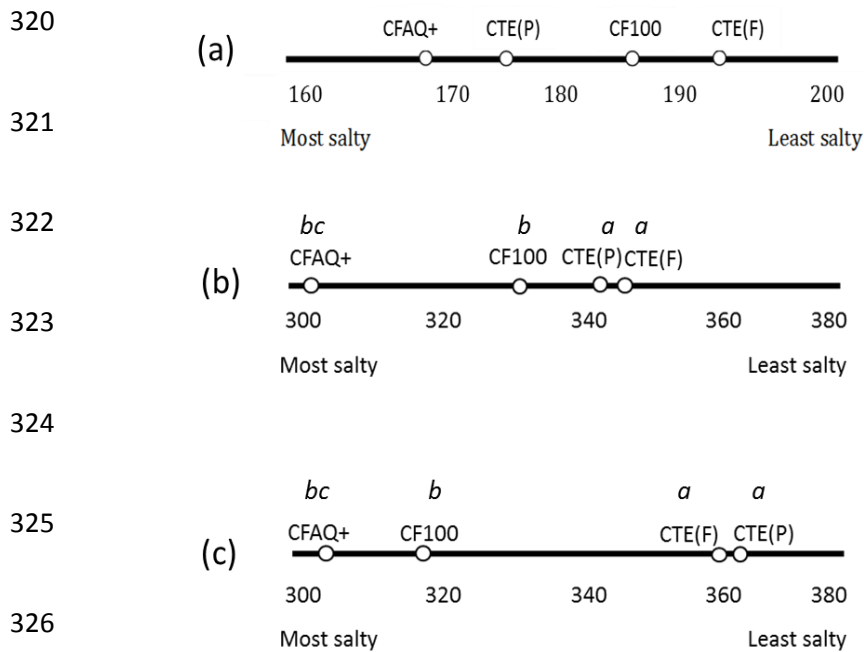 320
CFAQ+ CTE(P) CF100 CTE(F)
(a)
160 170 180 190 200
321
Most salty Least salty
322
bc b a a
CFAQ+ CF100 CTE(P) CTE(F)
(b)
323
300 320 340 360 380
Most salty Least salty
324
bc b a a
325
CFAQ+ CF100 CTE(F) CTE(P)
(c)
300 320 340 360 380
326
Most salty Least salty